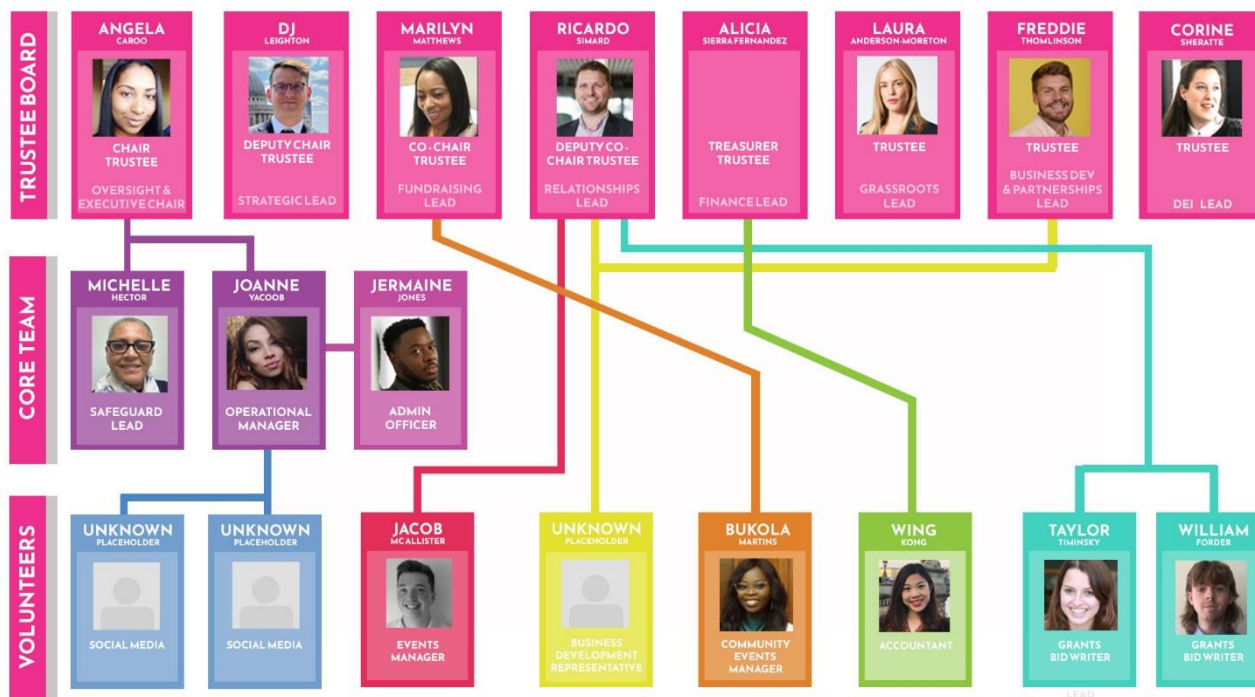 TRUSTEE BOARD
ANGELA
CAROO
CHAIR
TRUSTEE
OVERSIGHT &
EXECUTIVE CHAIR
DJ
LEIGHTON
DEPUTY CHAIR
TRUSTEE
STRATEGIC LEAD
MARILYN
MATTHEWS
CO-CHAIR
TRUSTEE
FUNDRAISING
LEAD
RICARDO
SIMARD
DEPUTY CO-
CHAIR TRUSTEE
RELATIONSHIPS
LEAD
ALICIA
SIERRA FERNANDEZ
TREASURER
TRUSTEE
FINANCE LEAD
LAURA
ANDERSON-MORETON
TRUSTEE
GRASSROOTS
LEAD
FREDDIE
THOMLINSON
TRUSTEE
BUSINESS DEV
& PARTNERSHIPS
LEAD
CORINE
SHERATTE
TRUSTEE
DEI LEAD
CORE TEAM
MICHELLE
HECTOR
SAFEGUARD
LEAD
JOANNE
YACOOB
OPERATIONAL
MANAGER
JERMAINE
JONES
ADMIN
OFFICER
VOLUNTEERS
UNKNOWN
PLACEHOLDER
SOCIAL MEDIA
UNKNOWN
PLACEHOLDER
SOCIAL MEDIA
JACOB
MCALLISTER
EVENTS
MANAGER
UNKNOWN
PLACEHOLDER
BUSINESS
DEVELOPMENT
REPRESENTATIVE
BUKOLA
MARTINS
COMMUNITY
EVENTS
MANAGER
WING
KONG
ACCOUNTANT
TAYLOR
TIMINSKY
GRANTS
BID WRITER
LEAD
WILLIAM
FORDER
GRANTS
BID WRITER